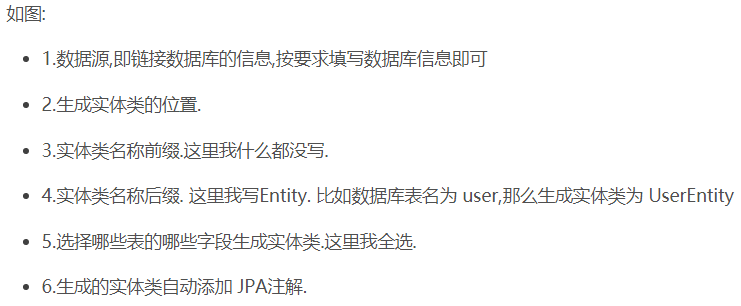 如图:
1.数据源,即链接数据库的信息,按要求填写数据库信息即可
2.生成实体类的位置.
3.实体类名称前缀.这里我什么都没写.
4.实体类名称后缀. 这里我写Entity. 比如数据库表名为 user,那么生成实体类为 UserEntity
5.选择哪些表的哪些字段生成实体类.这里我全选.
6.生成的实体类自动添加 JPA注解.